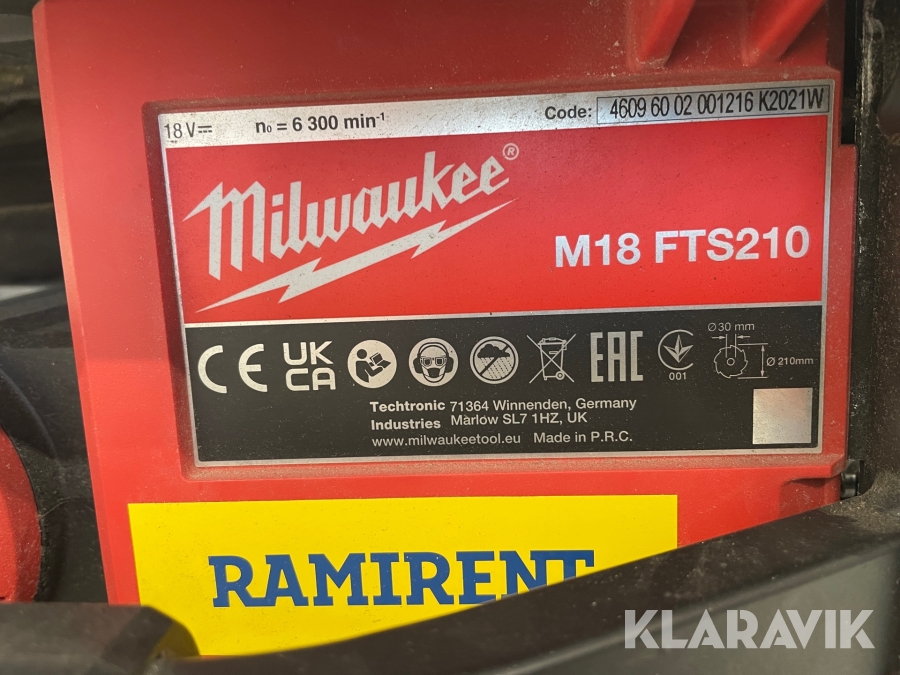 KLARAVIK
18 V n₀ = 6 300 min⁻¹ Code: 4609 60 02 001216 K2021W
Milwaukee®
M18 FTS210
CE UK CA EAC 001 Ø 30 mm Ø 210mm
Techtronic Industries 71364 Winnenden, Germany
Marlow SL7 1HZ, UK
www.milwaukeetool.eu Made in P.R.C.
RAMIRENT
KLARAVIK